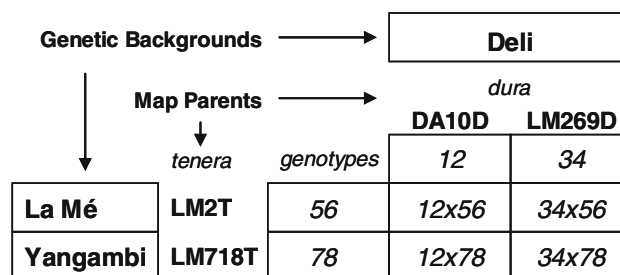 Genetic Backgrounds Deli
Map Parents dura
DA10D LM269D
tenera genotypes 12 34
La Mé LM2T 56 12x56 34x56
Yangambi LM718T 78 12x78 34x78